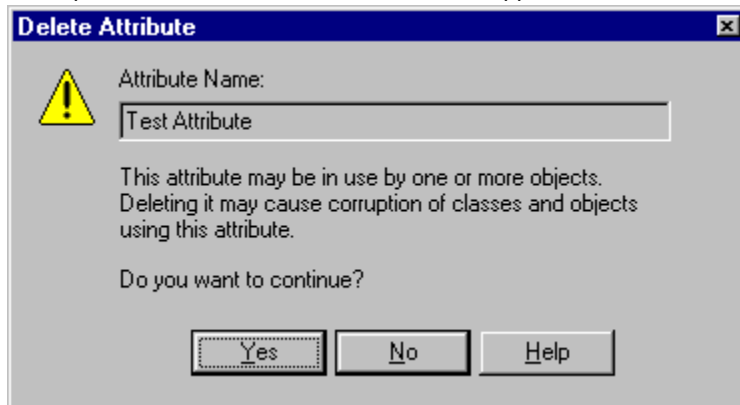 Delete Attribute
Attribute Name:
Test Attribute
This attribute may be in use by one or more objects.
Deleting it may cause corruption of classes and objects
using this attribute.
Do you want to continue?
Yes No Help